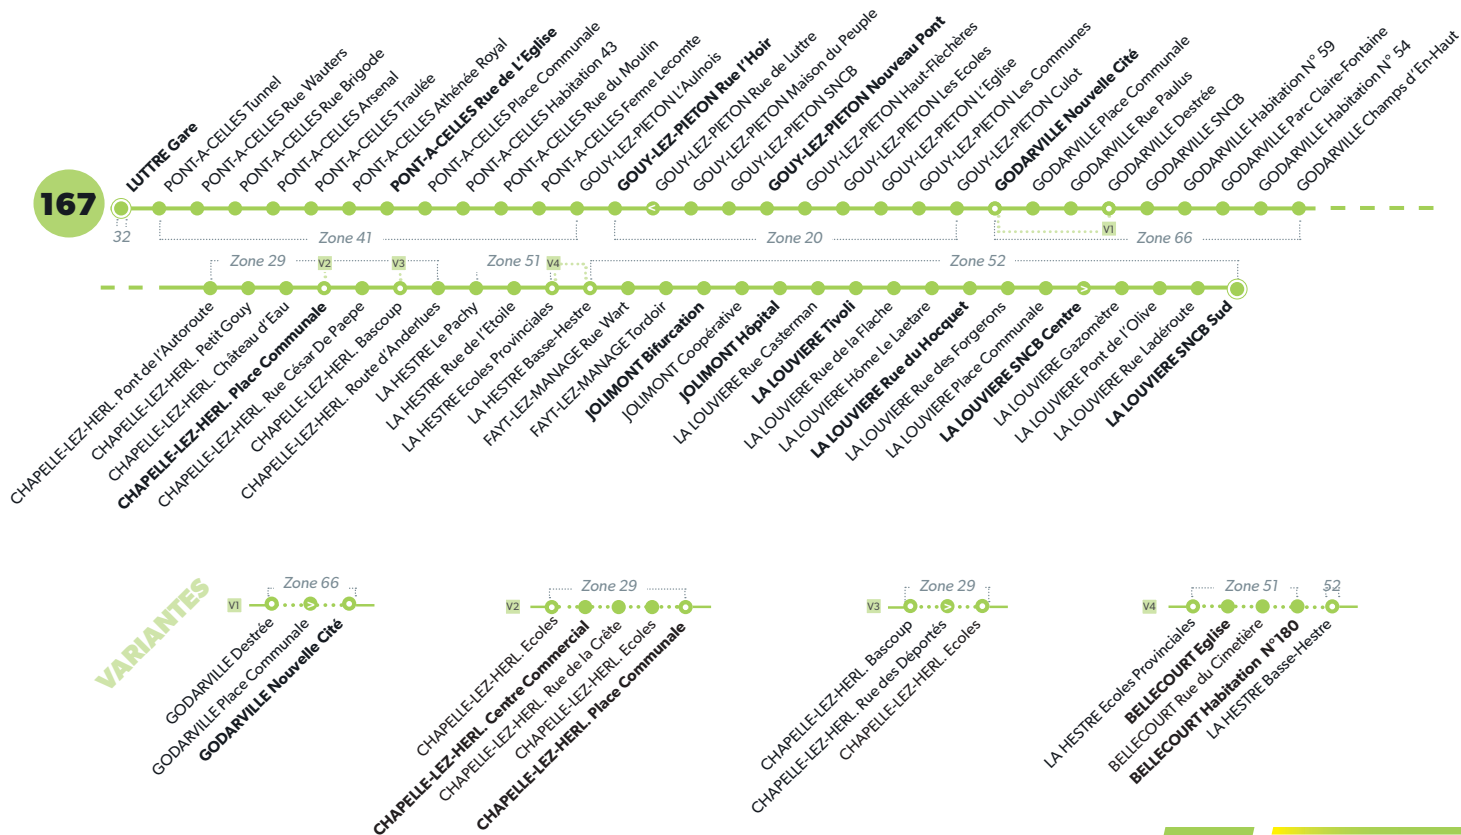 167
LUTTRE Gare
PONT-A-CELLES Tunnel
PONT-A-CELLES Rue Wauters
PONT-A-CELLES Rue Brigode
PONT-A-CELLES Arsenal
PONT-A-CELLES Traulée
PONT-A-CELLES Athénée Royal
PONT-A-CELLES Rue de L'Eglise
PONT-A-CELLES Place Communale
PONT-A-CELLES Habitation 43
PONT-A-CELLES Rue du Moulin
PONT-A-CELLES Ferme Lecomte
GOUY-LEZ-PIETON L'Aulnois
GOUY-LEZ-PIETON Rue l'Hoir
GOUY-LEZ-PIETON Rue de Luttre
GOUY-LEZ-PIETON Maison du Peuple
GOUY-LEZ-PIETON SNCB
GOUY-LEZ-PIETON Nouveau Pont
GOUY-LEZ-PIETON Haut-Flèchères
GOUY-LEZ-PIETON Les Ecoles
GOUY-LEZ-PIETON L'Eglise
GOUY-LEZ-PIETON Les Communes
GOUY-LEZ-PIETON Culot
GODARVILLE Nouvelle Cité
GODARVILLE Place Communale
GODARVILLE Rue Paulus
GODARVILLE Destrée
GODARVILLE SNCB
GODARVILLE Habitation N° 59
GODARVILLE Parc Claire-Fontaine
GODARVILLE Habitation N° 54
GODARVILLE Champs d'En-Haut
32
Zone 41
Zone 20
V1
Zone 66
Zone 29
V2
V3
Zone 51
V4
Zone 52
CHAPELLE-LEZ-HERL. Pont de l'Autoroute
CHAPELLE-LEZ-HERL. Petit Gouy
CHAPELLE-LEZ-HERL. Château d'Eau
CHAPELLE-LEZ-HERL. Place Communale
CHAPELLE-LEZ-HERL. Rue César De Paepe
CHAPELLE-LEZ-HERL. Bascoup
CHAPELLE-LEZ-HERL. Route d'Anderlues
LA HESTRE Le Pachy
LA HESTRE Rue de l'Etoile
LA HESTRE Ecoles Provinciales
LA HESTRE Basse-Hestre
FAYT-LEZ-MANAGE Rue Wart
FAYT-LEZ-MANAGE Tordoir
JOLIMONT Bifurcation
JOLIMONT Coopérative
JOLIMONT Hôpital
LA LOUVIERE Rue Casterman
LA LOUVIERE Tivoli
LA LOUVIERE Rue de la Flache
LA LOUVIERE Hôme Le Laetare
LA LOUVIERE Rue du Hocquet
LA LOUVIERE Rue des Forgerons
LA LOUVIERE Place Communale
LA LOUVIERE SNCB Centre
LA LOUVIERE Gazomètre
LA LOUVIERE Pont de l'Olive
LA LOUVIERE Rue Ladéroute
LA LOUVIERE SNCB Sud
VARIANTES
V1
Zone 66
GODARVILLE Destrée
GODARVILLE Place Communale
GODARVILLE Nouvelle Cité
V2
Zone 29
CHAPELLE-LEZ-HERL. Ecoles
CHAPELLE-LEZ-HERL. Centre Commercial
CHAPELLE-LEZ-HERL. Rue de la Crête
CHAPELLE-LEZ-HERL. Ecoles
CHAPELLE-LEZ-HERL. Place Communale
V3
Zone 29
CHAPELLE-LEZ-HERL. Bascoup
CHAPELLE-LEZ-HERL. Rue des Déportés
CHAPELLE-LEZ-HERL. Ecoles
V4
Zone 51
52
LA HESTRE Ecoles Provinciales
BELLECOURT Eglise
BELLECOURT Rue du Cimetière
BELLECOURT Habitation N°180
LA HESTRE Basse-Hestre